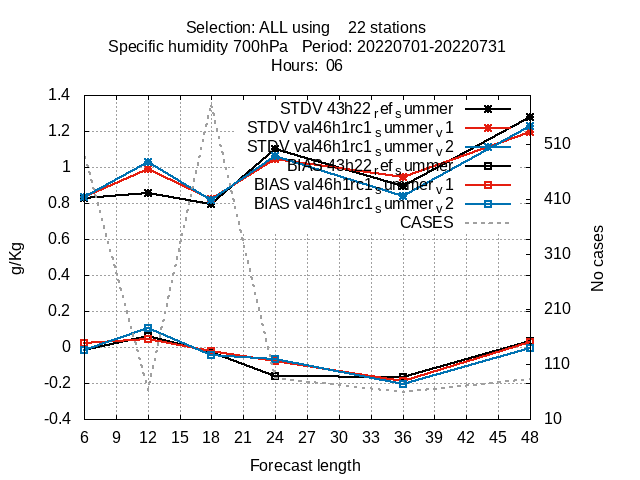 Selection: ALL using 22 stations
Specific humidity 700hPa Period: 20220701-20220731
Hours: 06
1.4
1.2
1
0.8
0.6
0.4
0.2
0
-0.2
-0.4
g/Kg
STDV 43h22_ref_summer
STDV val46h1rc1_summer_v1
STDV val46h1rc1_summer_v2
BIAS 43h22_ref_summer
BIAS val46h1rc1_summer_v1
BIAS val46h1rc1_summer_v2
CASES
510
410
310
210
110
10
No cases
6 9 12 15 18 21 24 27 30 33 36 39 42 45 48
Forecast length